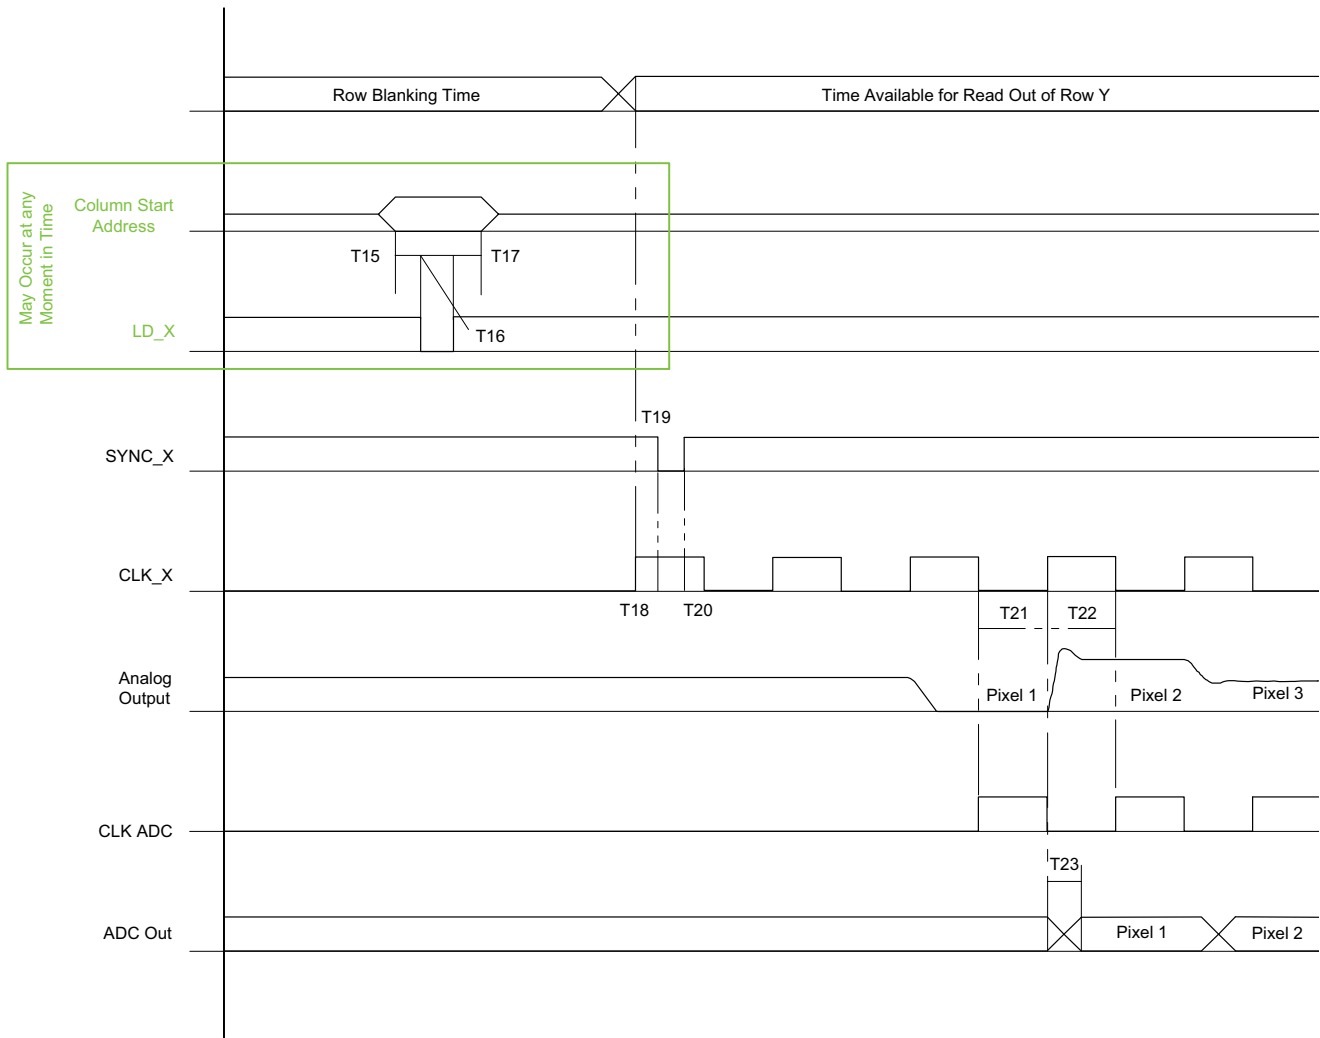 Row Blanking Time
Time Available for Read Out of Row Y
May Occur at any
Moment in Time
Column Start
Address
T15
T17
LD_X
T16
T19
SYNC_X
CLK_X
T18
T20
T21
T22
Analog
Output
Pixel 1
Pixel 2
Pixel 3
CLK ADC
T23
ADC Out
Pixel 1
Pixel 2